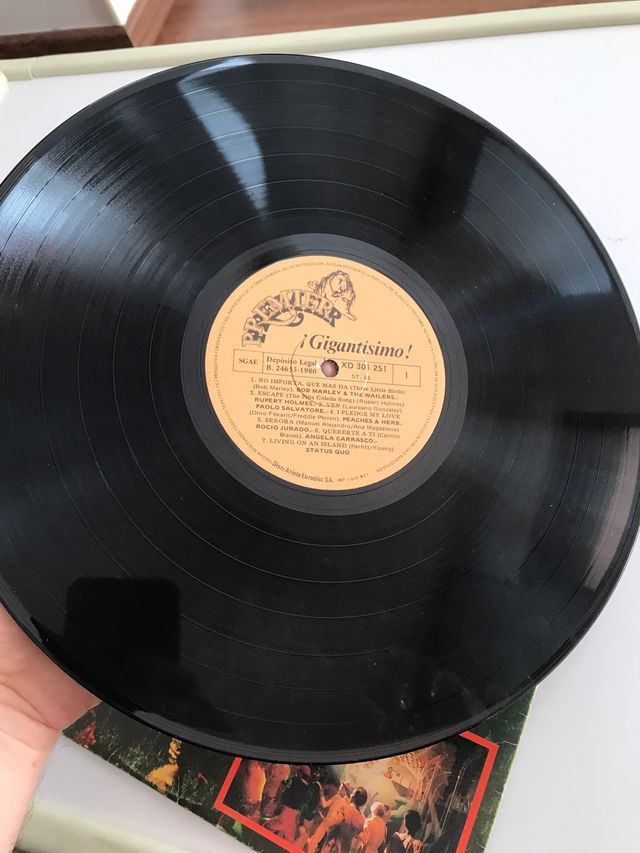 PREMIER
¡Gigantísimo!
SGAE
Depósito Legal
B. 24653-1980
XD 301 251
ST. 33
1
1. NO IMPORTA, QUE MAS DA (Three Little Birds)
(Bob Marley) BOB MARLEY & THE WAILERS.-
2. ESCAPE (The Piña Colada Song) (Rupert Holmes)
RUPERT HOLMES.- 3. VEN (Laureano González)
PAOLO SALVATORE.- 4. I PLEDGE MY LOVE
(Dino Fekaris/Freddie Perren) PEACHES & HERB.-
5. SEÑORA (Manuel Alejandro/Ana Magdalena)
ROCIO JURADO.- 6. QUERERTE A TI (Camilo
Blanes). ANGELA CARRASCO.-
7. LIVING ON AN ISLAND (Parfitt/Young)
STATUS QUO
Distr. Ariola Eurodisc SA.